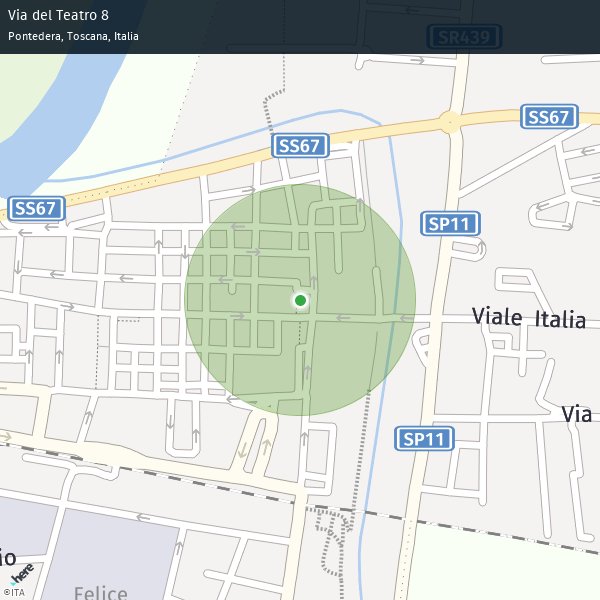 Via del Teatro 8
Pontedera, Toscana, Italia
SR439
SS67
SS67
SS67
SP11
Viale Italia
Via
SP11
io
Felice
here
©ITA